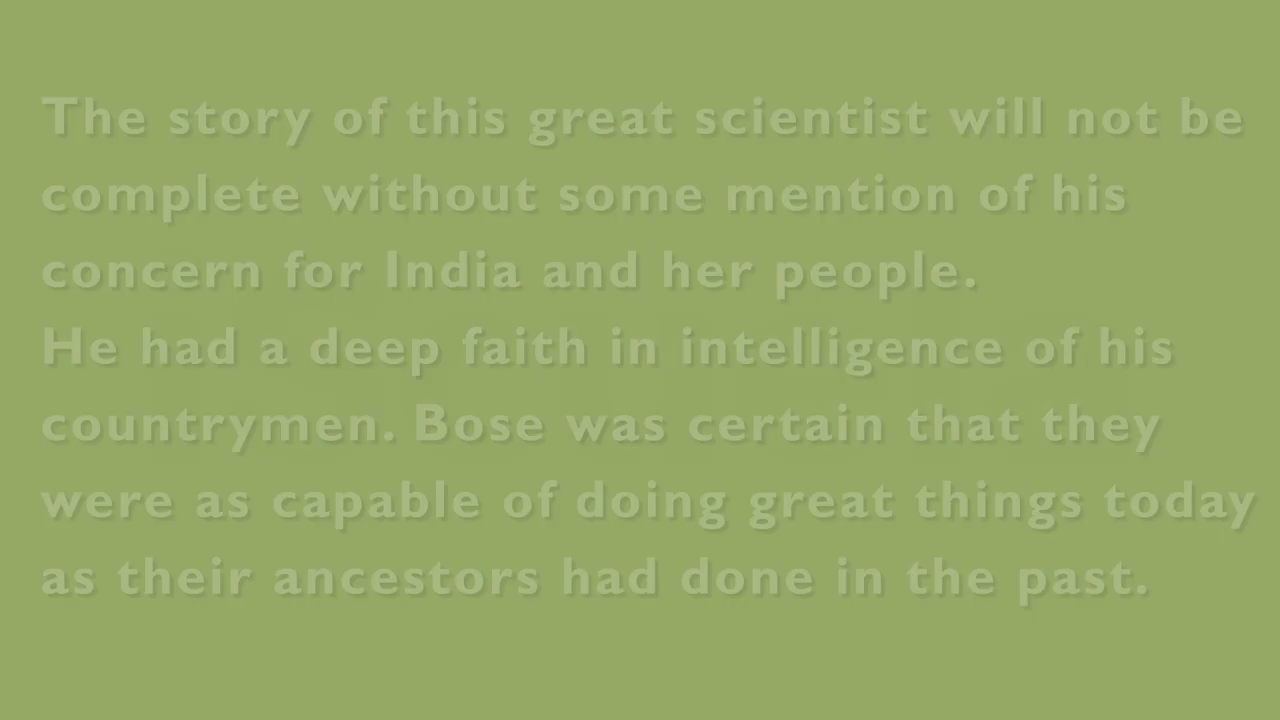 The story of this great scientist will not be
complete without some mention of his
concern for India and her people.
He had a deep faith in intelligence of his
countrymen. Bose was certain that they
were as capable of doing great things today
as their ancestors had done in the past.